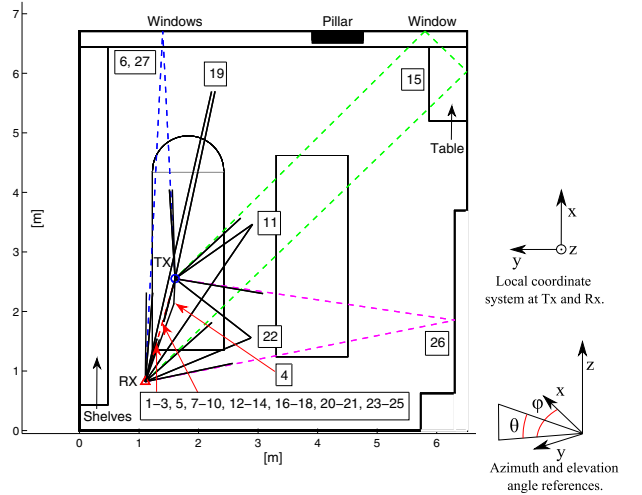 Windows Pillar Window
[m]
7
6
5
4
3
2
1
0
6, 27
19
15
Table
11
TX
22
26
4
RX
1–3, 5, 7–10, 12–14, 16–18, 20–21, 23–25
Shelves
0 1 2 3 4 5 6
[m]
x
y z
Local coordinate
system at Tx and Rx.
z
φ x
θ
y
Azimuth and elevation
angle references.